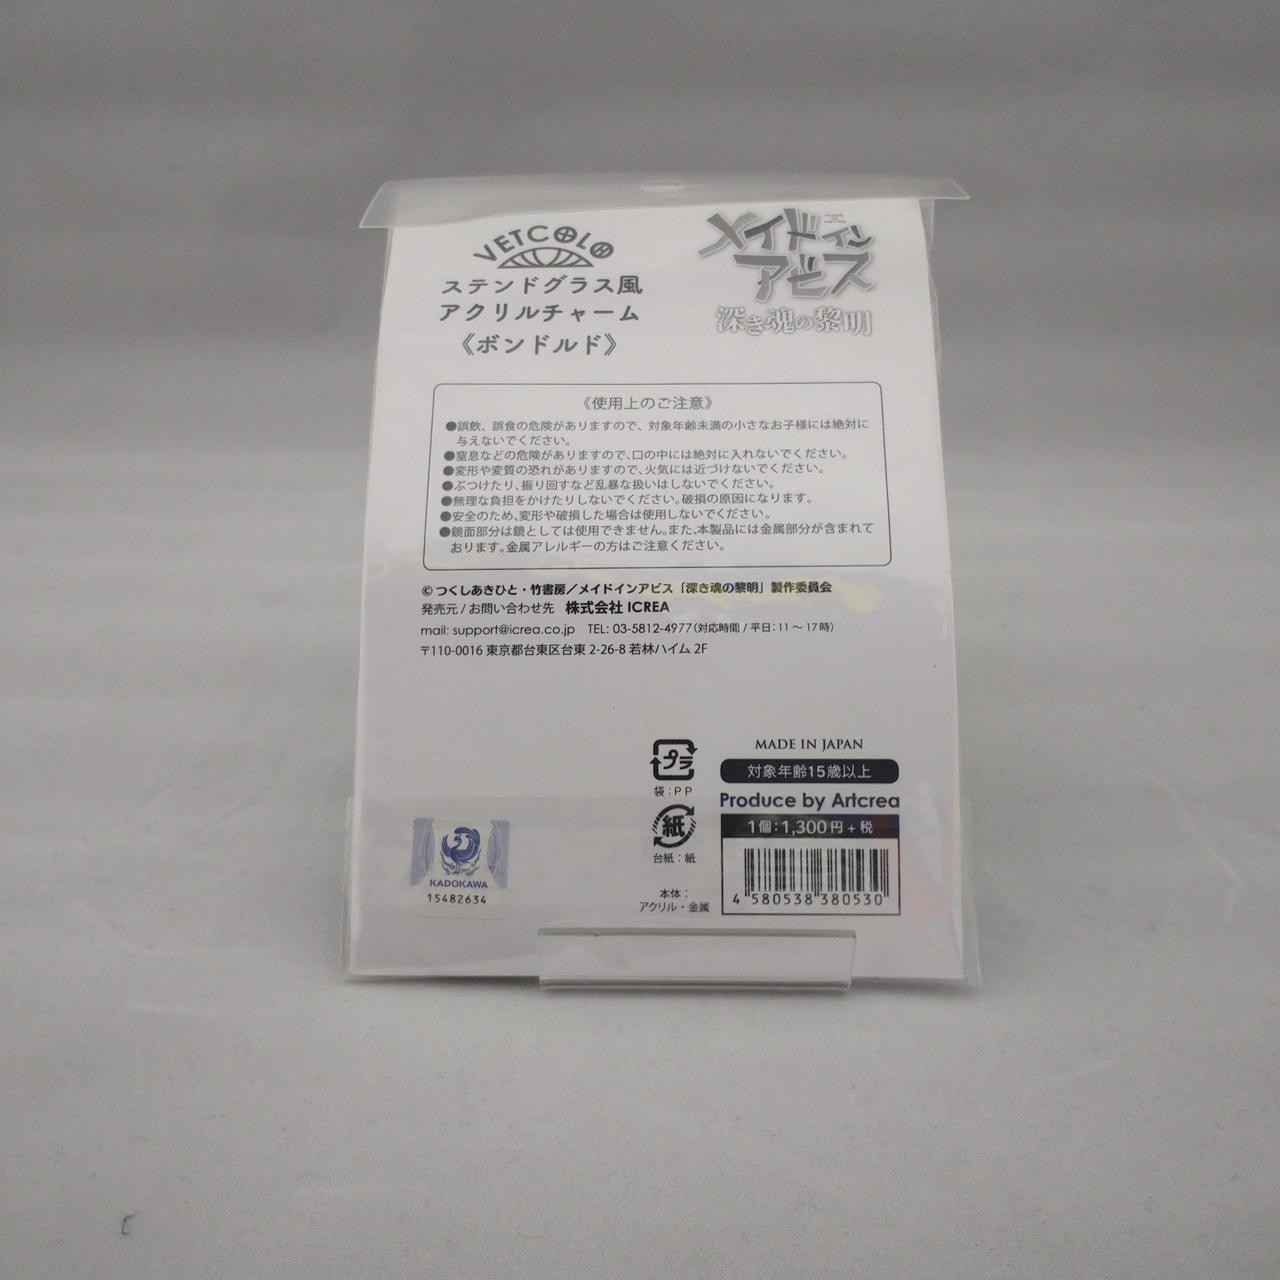 VETCOLO
ステンドグラス風
アクリルチャーム
《ボンドルド》
MADE IN ABYSS
メイドイン
アビス
深き魂の黎明
《使用上のご注意》
●誤飲、誤食の危険がありますので、対象年齢未満の小さなお子様には絶対に
与えないでください。
●窒息などの危険がありますので、口の中には絶対に入れないでください。
●変形や変質の恐れがありますので、火気には近づけないでください。
●ぶつけたり、振り回すなど乱暴な扱いはしないでください。
●無理な負担をかけたりしないでください。破損の原因になります。
●安全のため、変形や破損した場合は使用しないでください。
●鏡面部分は鏡としては使用できません。また、本製品には金属部分が含まれて
おります。金属アレルギーの方はご注意ください。
© つくしあきひと・竹書房／メイドインアビス「深き魂の黎明」製作委員会
発売元 / お問い合わせ先 株式会社 ICREA
mail: support@icrea.co.jp TEL: 03-5812-4977（対応時間 / 平日：11 〜 17 時）
〒110-0016 東京都台東区台東 2-26-8 若林ハイム 2F
プラ
袋：PP
紙
台紙：紙
本体：
アクリル・金属
MADE IN JAPAN
対象年齢15歳以上
Produce by Artcrea
1個：1,300円＋税
4 580538 380530
KADOKAWA
15482634